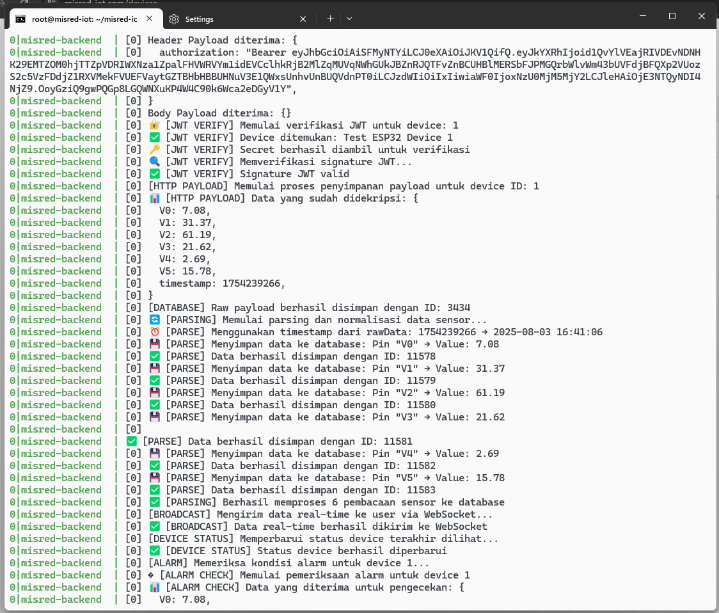 root@misred-iot: ~/misred-ic
Settings
0|misred-backend | [0] Header Payload diterima: {
0|misred-backend | [0]   authorization: "Bearer
0|misred-backend | [0] }
0|misred-backend | [0] Body Payload diterima: {}
0|misred-backend | [0] 🔐 [JWT VERIFY] Memulai verifikasi JWT untuk device: 1
0|misred-backend | [0] ✅ [JWT VERIFY] Device ditemukan: Test ESP32 Device 1
0|misred-backend | [0] 🔑 [JWT VERIFY] Secret berhasil diambil untuk verifikasi
0|misred-backend | [0] 🔍 [JWT VERIFY] Memverifikasi signature JWT...
0|misred-backend | [0] ✅ [JWT VERIFY] Signature JWT valid
0|misred-backend | [0] [HTTP PAYLOAD] Memulai proses penyimpanan payload untuk device ID: 1
0|misred-backend | [0] 📊 [HTTP PAYLOAD] Data yang sudah didekripsi: {
0|misred-backend | [0]   V0: 7.08,
0|misred-backend | [0]   V1: 31.37,
0|misred-backend | [0]   V2: 61.19,
0|misred-backend | [0]   V3: 21.62,
0|misred-backend | [0]   V4: 2.69,
0|misred-backend | [0]   V5: 15.78,
0|misred-backend | [0]   timestamp: 1754239266,
0|misred-backend | [0] }
0|misred-backend | [0] [DATABASE] Raw payload berhasil disimpan dengan ID: 3434
0|misred-backend | [0] 🔄 [PARSING] Memulai parsing dan normalisasi data sensor...
0|misred-backend | [0] ⏰ [PARSE] Menggunakan timestamp dari rawData: 1754239266 → 2025-08-03 16:41:06
0|misred-backend | [0] 💾 [PARSE] Menyimpan data ke database: Pin "V0" → Value: 7.08
0|misred-backend | [0] ✅ [PARSE] Data berhasil disimpan dengan ID: 11578
0|misred-backend | [0] 💾 [PARSE] Menyimpan data ke database: Pin "V1" → Value: 31.37
0|misred-backend | [0] ✅ [PARSE] Data berhasil disimpan dengan ID: 11579
0|misred-backend | [0] 💾 [PARSE] Menyimpan data ke database: Pin "V2" → Value: 61.19
0|misred-backend | [0] ✅ [PARSE] Data berhasil disimpan dengan ID: 11580
0|misred-backend | [0] 💾 [PARSE] Menyimpan data ke database: Pin "V3" → Value: 21.62
0|misred-backend | [0]
0|misred-backend | ✅ [PARSE] Data berhasil disimpan dengan ID: 11581
0|misred-backend | [0] 💾 [PARSE] Menyimpan data ke database: Pin "V4" → Value: 2.69
0|misred-backend | [0] ✅ [PARSE] Data berhasil disimpan dengan ID: 11582
0|misred-backend | [0] 💾 [PARSE] Menyimpan data ke database: Pin "V5" → Value: 15.78
0|misred-backend | [0] ✅ [PARSE] Data berhasil disimpan dengan ID: 11583
0|misred-backend | [0] ✅ [PARSING] Berhasil memproses 6 pembacaan sensor ke database
0|misred-backend | [0] [BROADCAST] Mengirim data real-time ke user via WebSocket...
0|misred-backend | [0] ✅ [BROADCAST] Data real-time berhasil dikirim ke WebSocket
0|misred-backend | [0] [DEVICE STATUS] Memperbarui status device terakhir dilihat...
0|misred-backend | [0] ✅ [DEVICE STATUS] Status device berhasil diperbarui
0|misred-backend | [0] [ALARM] Memeriksa kondisi alarm untuk device 1...
0|misred-backend | [0] � [ALARM CHECK] Memulai pemeriksaan alarm untuk device 1
0|misred-backend | [0] 📊 [ALARM CHECK] Data yang diterima untuk pengecekan: {
0|misred-backend | [0]   V0: 7.08,